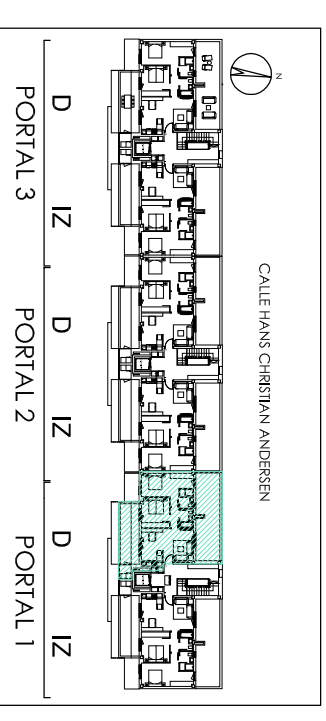 N
CALLE HANS CHRISTIAN ANDERSEN
D IZ D IZ D IZ
PORTAL 3 PORTAL 2 PORTAL 1